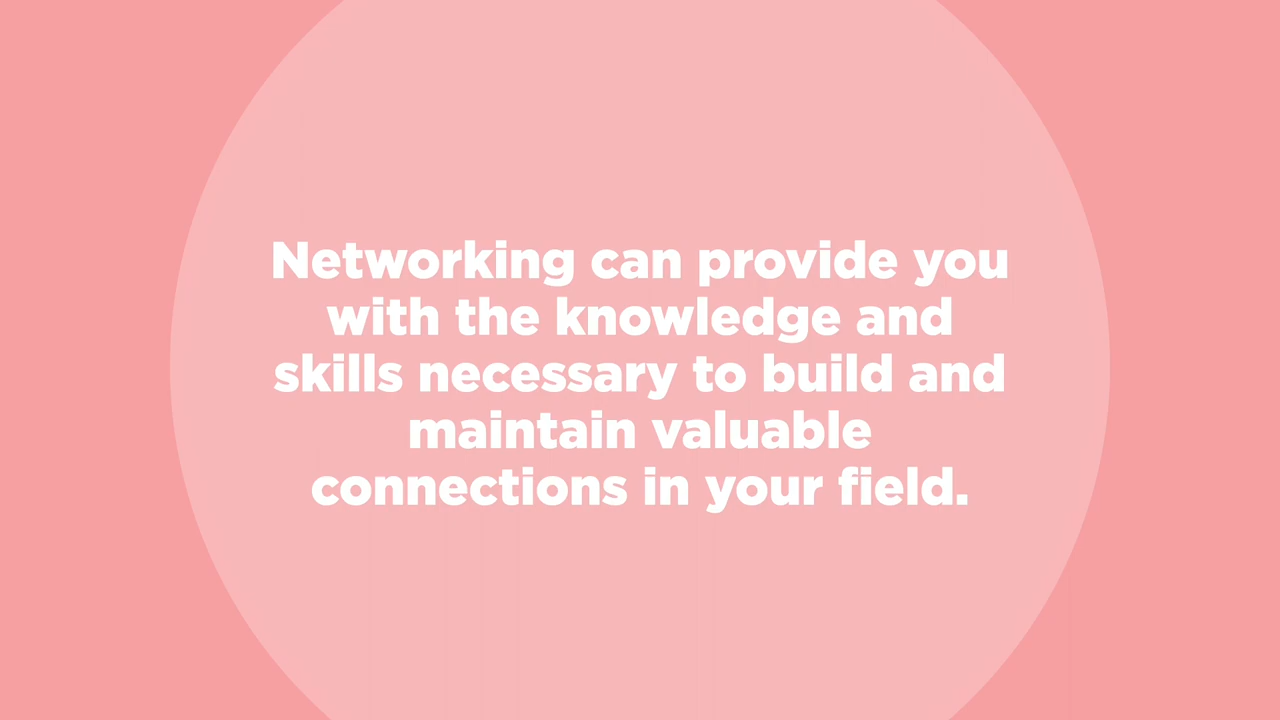 Networking can provide you
with the knowledge and
skills necessary to build and
maintain valuable
connections in your field.